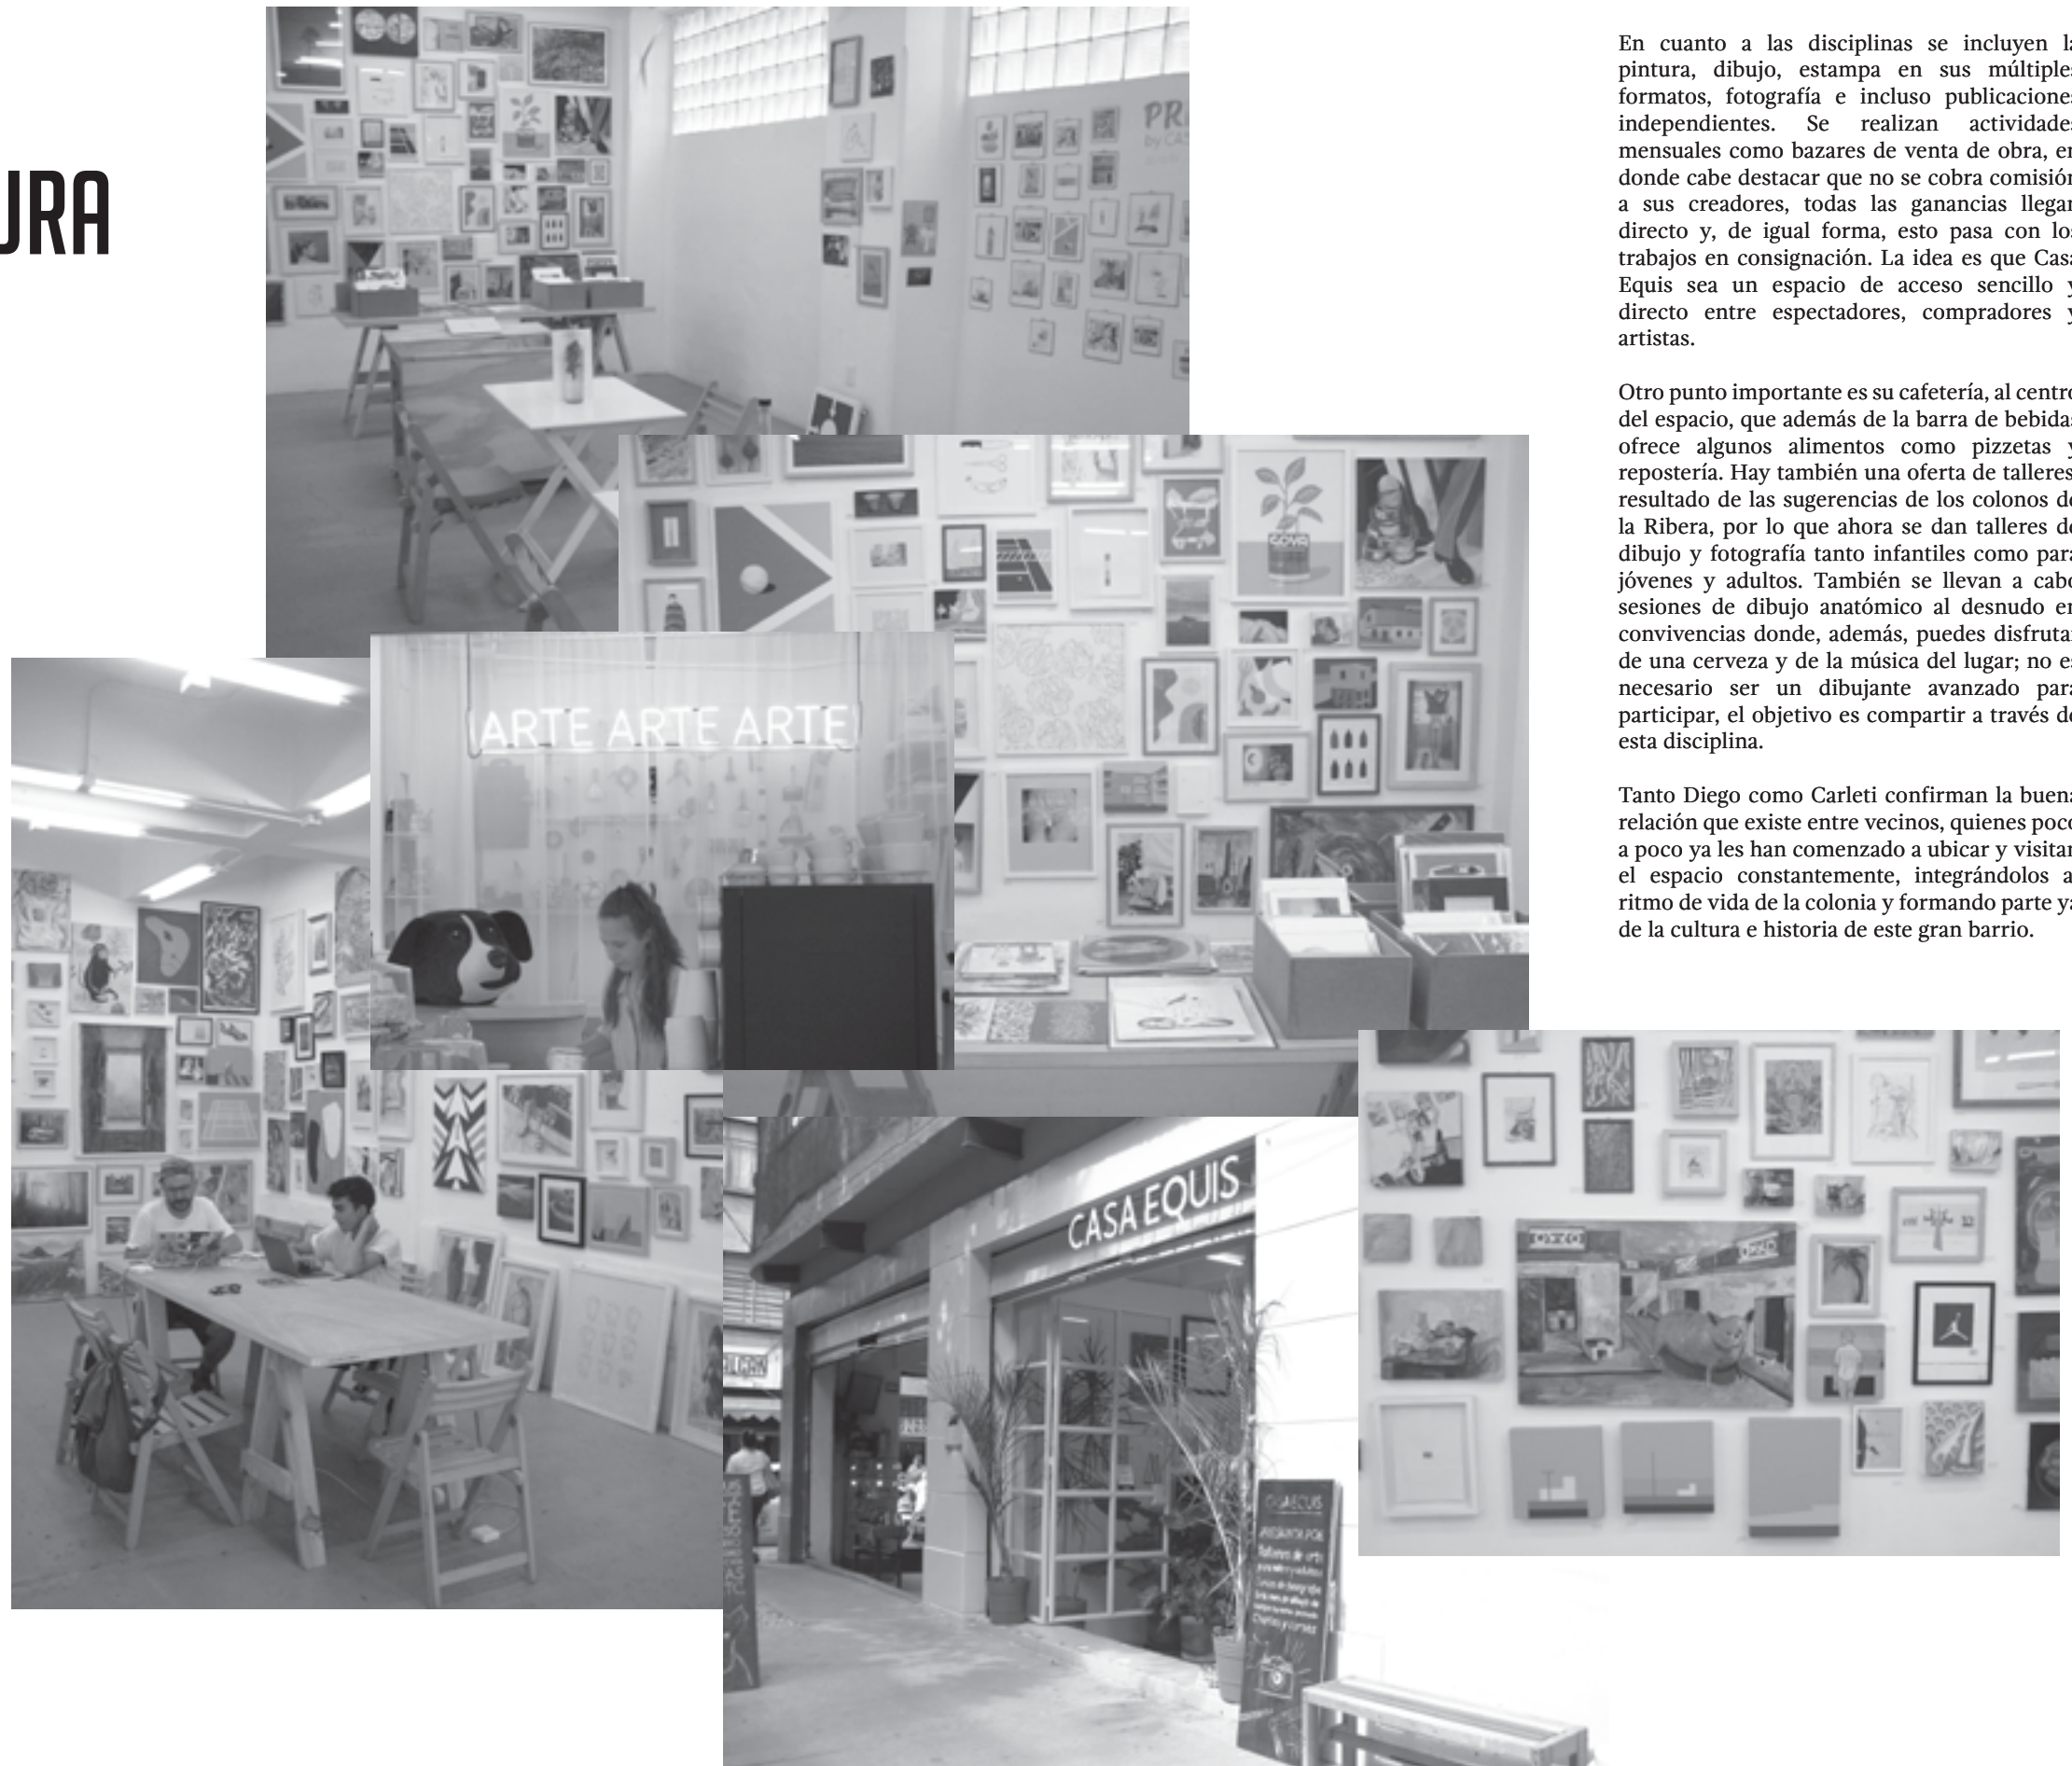 URA
PR
by CAS
GOYA
ARTE ARTE ARTE
CASA EQUIS
OXXO
OXXO
CASA EQUIS
Talleres de arte
En cuanto a las disciplinas se incluyen la
pintura, dibujo, estampa en sus múltiples
formatos, fotografía e incluso publicaciones
independientes. Se realizan actividades
mensuales como bazares de venta de obra, en
donde cabe destacar que no se cobra comisión
a sus creadores, todas las ganancias llegan
directo y, de igual forma, esto pasa con los
trabajos en consignación. La idea es que Casa
Equis sea un espacio de acceso sencillo y
directo entre espectadores, compradores y
artistas.
Otro punto importante es su cafetería, al centro
del espacio, que además de la barra de bebidas
ofrece algunos alimentos como pizzetas y
repostería. Hay también una oferta de talleres
resultado de las sugerencias de los colonos de
la Ribera, por lo que ahora se dan talleres de
dibujo y fotografía tanto infantiles como para
jóvenes y adultos. También se llevan a cabo
sesiones de dibujo anatómico al desnudo en
convivencias donde, además, puedes disfrutar
de una cerveza y de la música del lugar; no es
necesario ser un dibujante avanzado para
participar, el objetivo es compartir a través de
esta disciplina.
Tanto Diego como Carleti confirman la buena
relación que existe entre vecinos, quienes poco
a poco ya les han comenzado a ubicar y visitan
el espacio constantemente, integrándolos al
ritmo de vida de la colonia y formando parte ya
de la cultura e historia de este gran barrio.